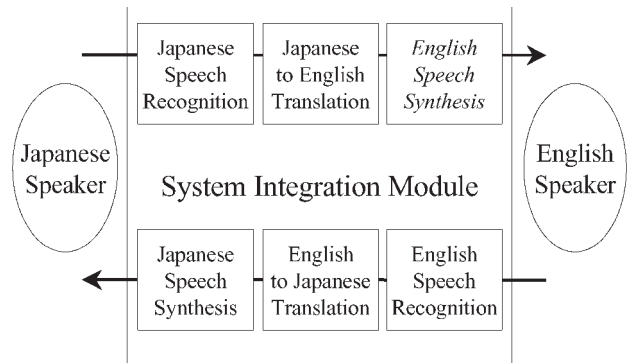 Japanese
Speech
Recognition
Japanese
to English
Translation
English
Speech
Synthesis
Japanese
Speaker
System Integration Module
English
Speaker
Japanese
Speech
Synthesis
English
to Japanese
Translation
English
Speech
Recognition